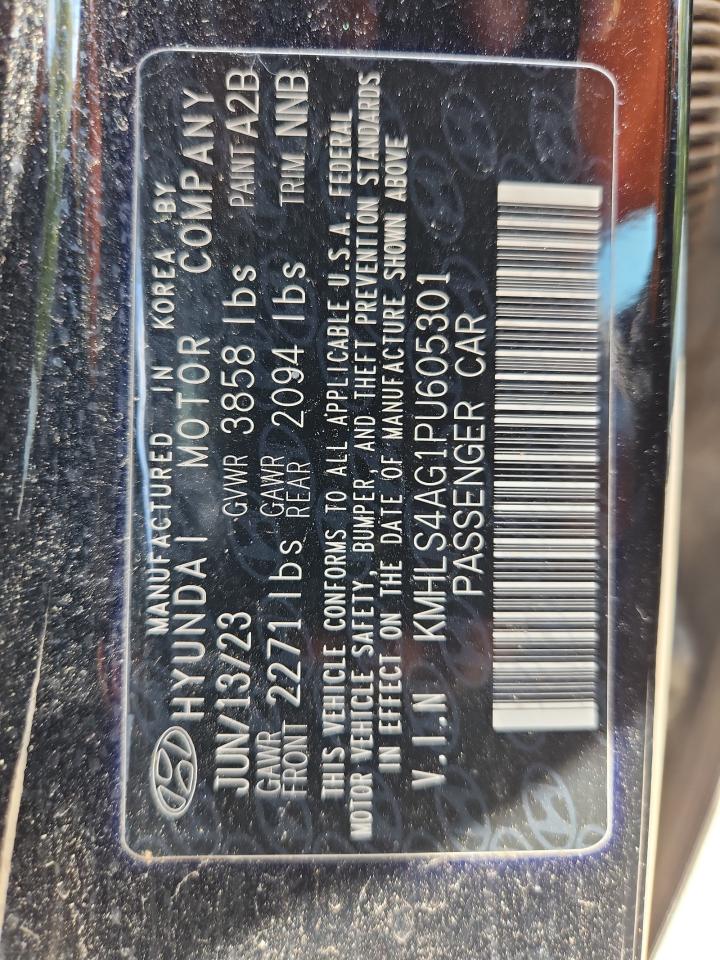 MANUFACTURED IN KOREA BY
HYUNDAI MOTOR COMPANY
JUN/13/23 GVWR 3858 lbs PAINT A2B
GAWR FRONT 2271 lbs GAWR REAR 2094 lbs TRIM NNB
THIS VEHICLE CONFORMS TO ALL APPLICABLE U.S.A. FEDERAL
MOTOR VEHICLE SAFETY, BUMPER, AND THEFT PREVENTION STANDARDS
IN EFFECT ON THE DATE OF MANUFACTURE SHOWN ABOVE
V.I.N KMHLS4AG1PU605301
PASSENGER CAR